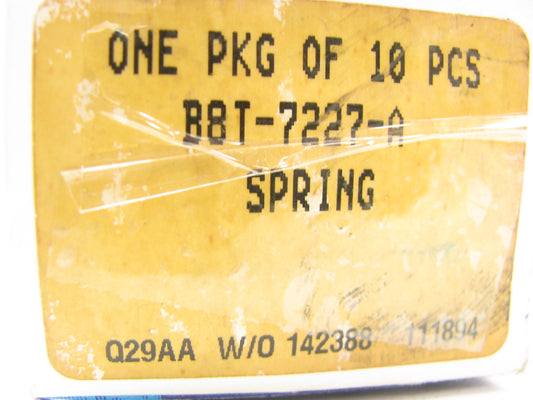 ONE PKG OF 10 PCS
B8T-7227-A
SPRING
Q29AA W/O 142388 111894